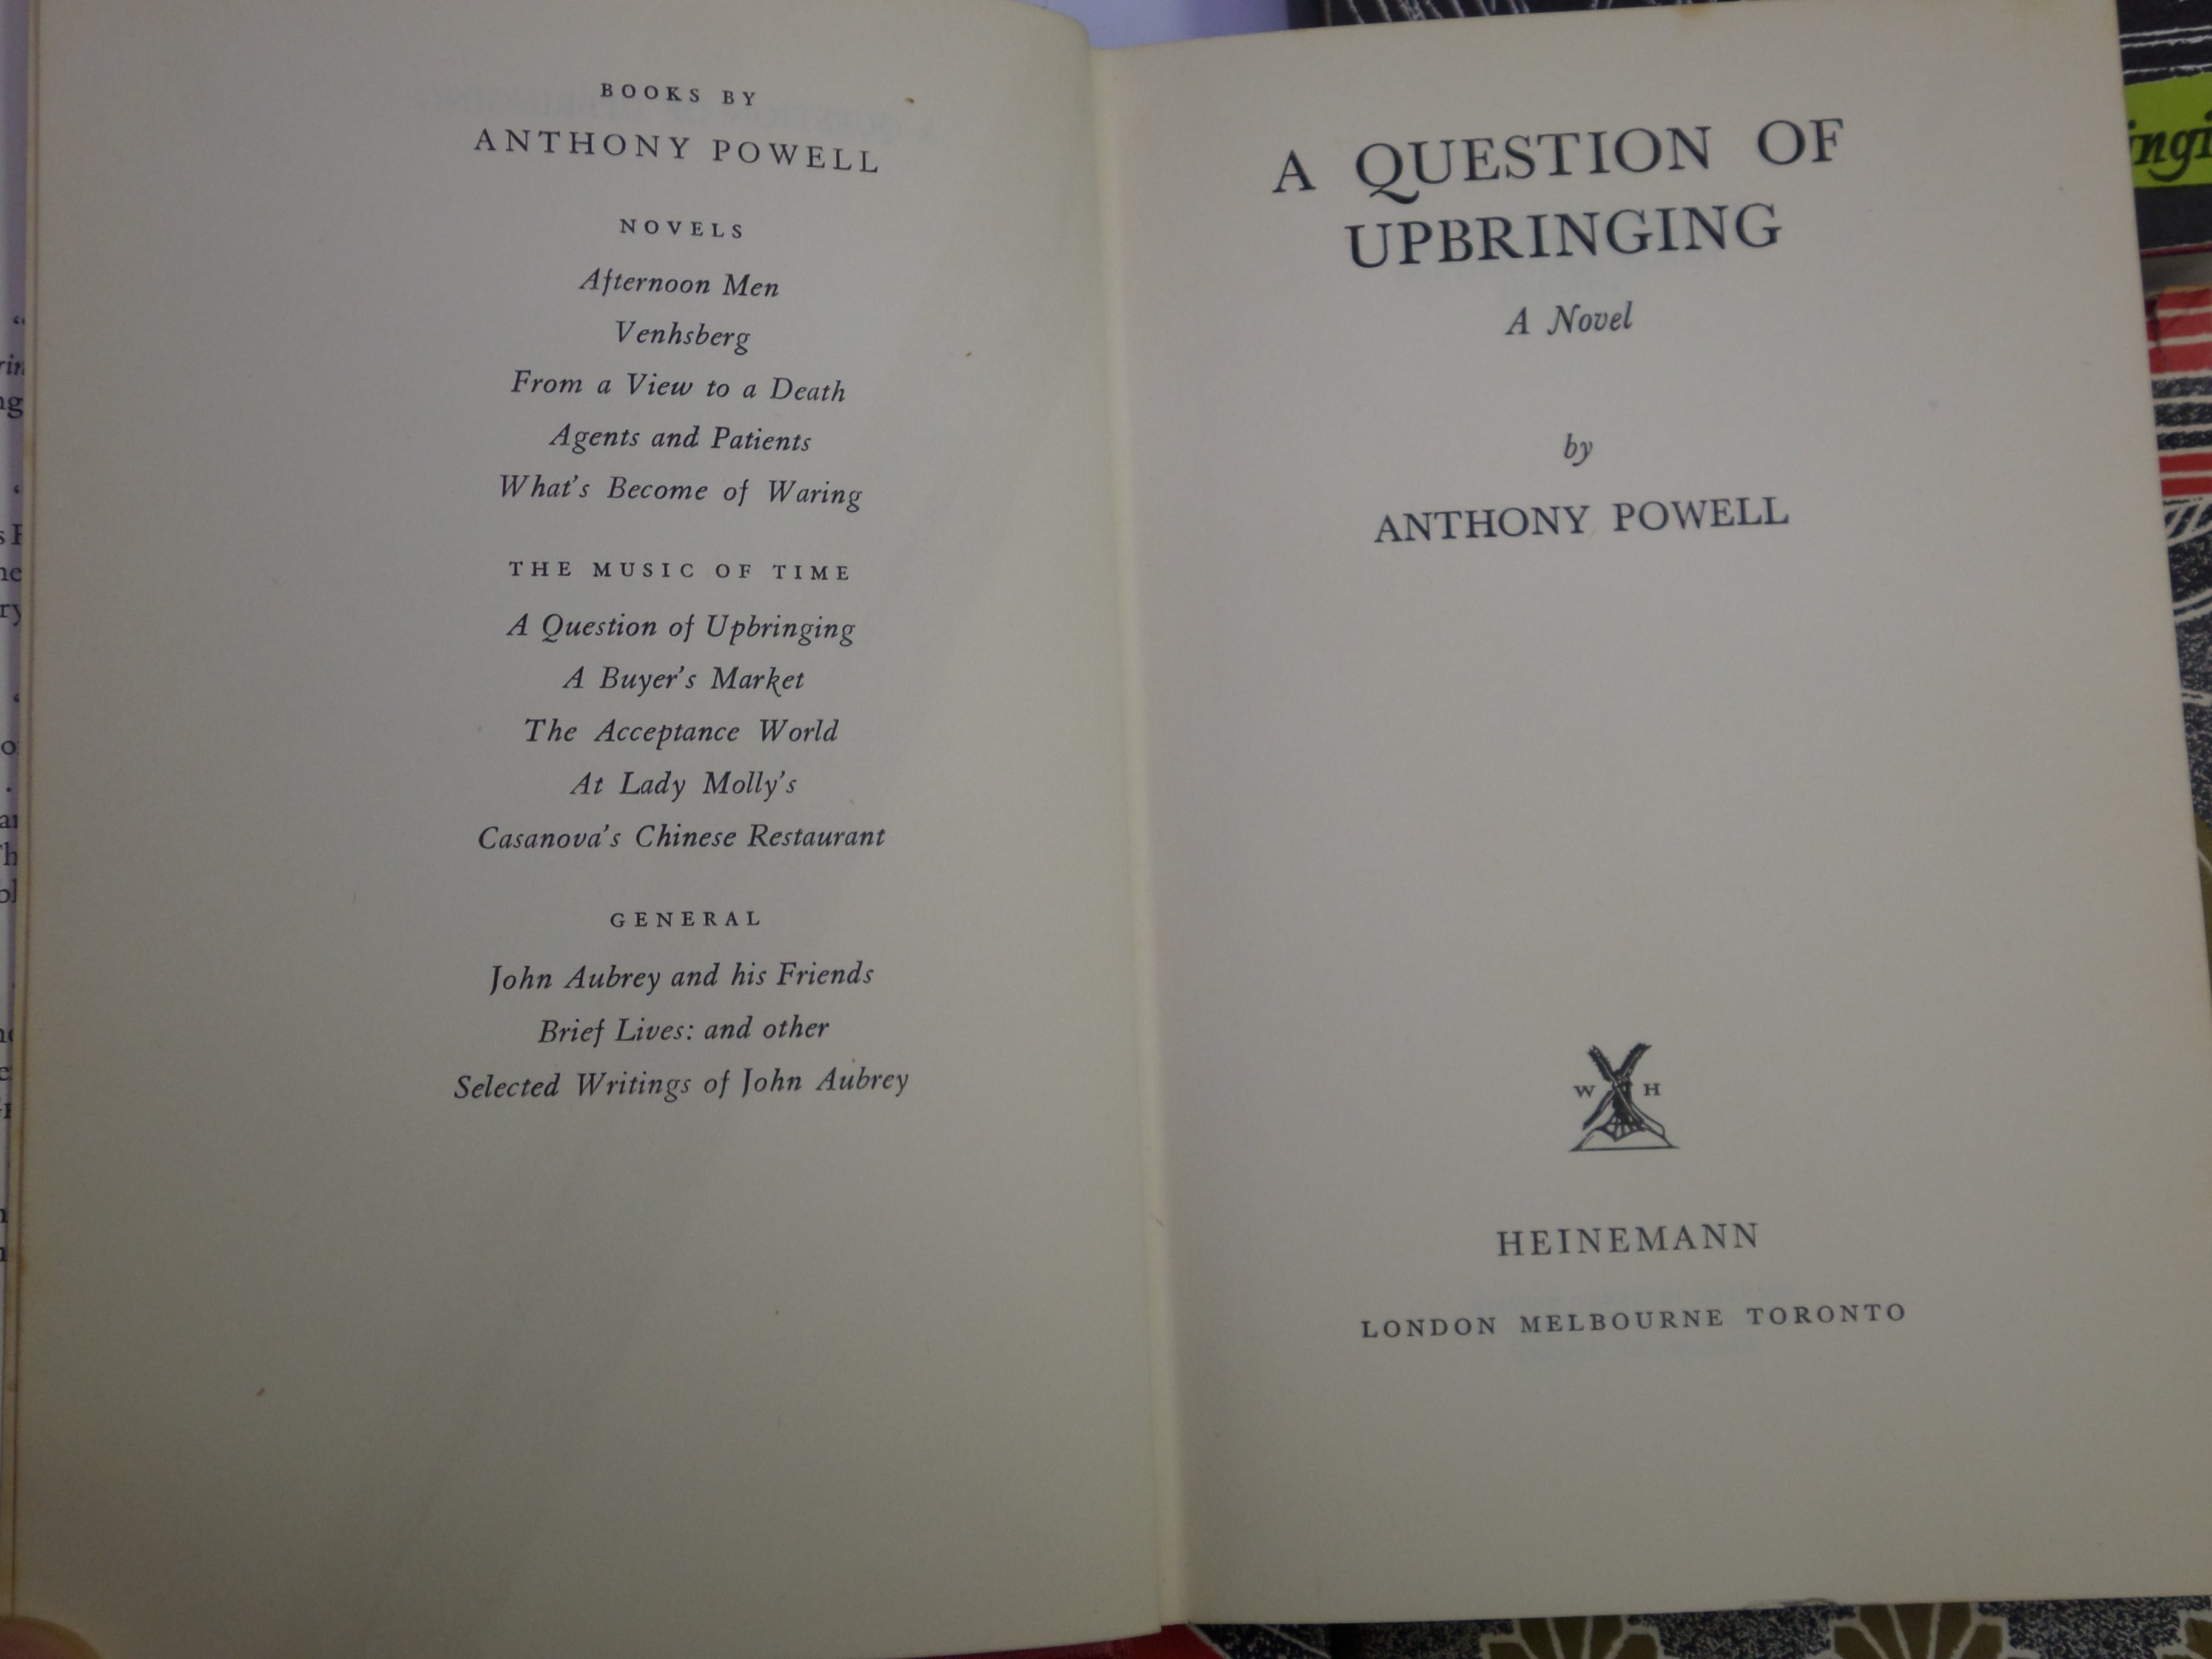 BOOKS BY
ANTHONY POWELL
NOVELS
Afternoon Men
Venhsberg
From a View to a Death
Agents and Patients
What's Become of Waring
THE MUSIC OF TIME
A Question of Upbringing
A Buyer's Market
The Acceptance World
At Lady Molly's
Casanova's Chinese Restaurant
GENERAL
John Aubrey and his Friends
Brief Lives: and other
Selected Writings of John Aubrey
A QUESTION OF
UPBRINGING
A Novel
by
ANTHONY POWELL
W H
HEINEMANN
LONDON MELBOURNE TORONTO